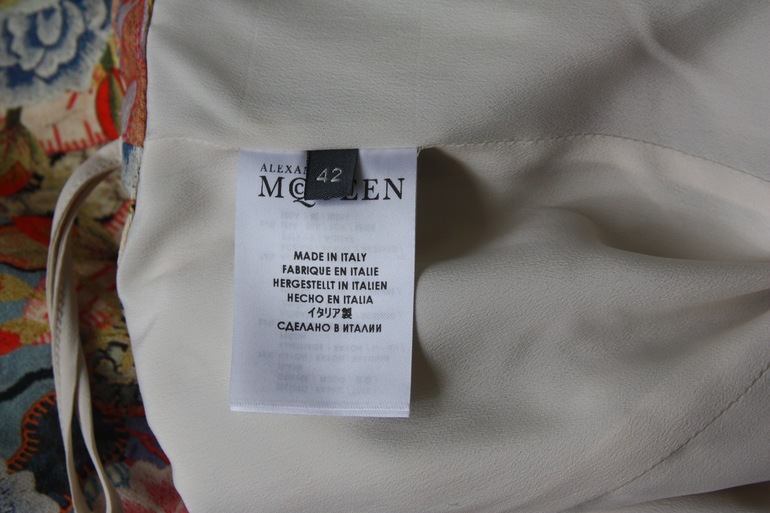 42
MADE IN ITALY
FABRIQUE EN ITALIE
HERGESTELLT IN ITALIEN
HECHO EN ITALIA
イタリア製
СДЕЛАНО В ИТАЛИИ